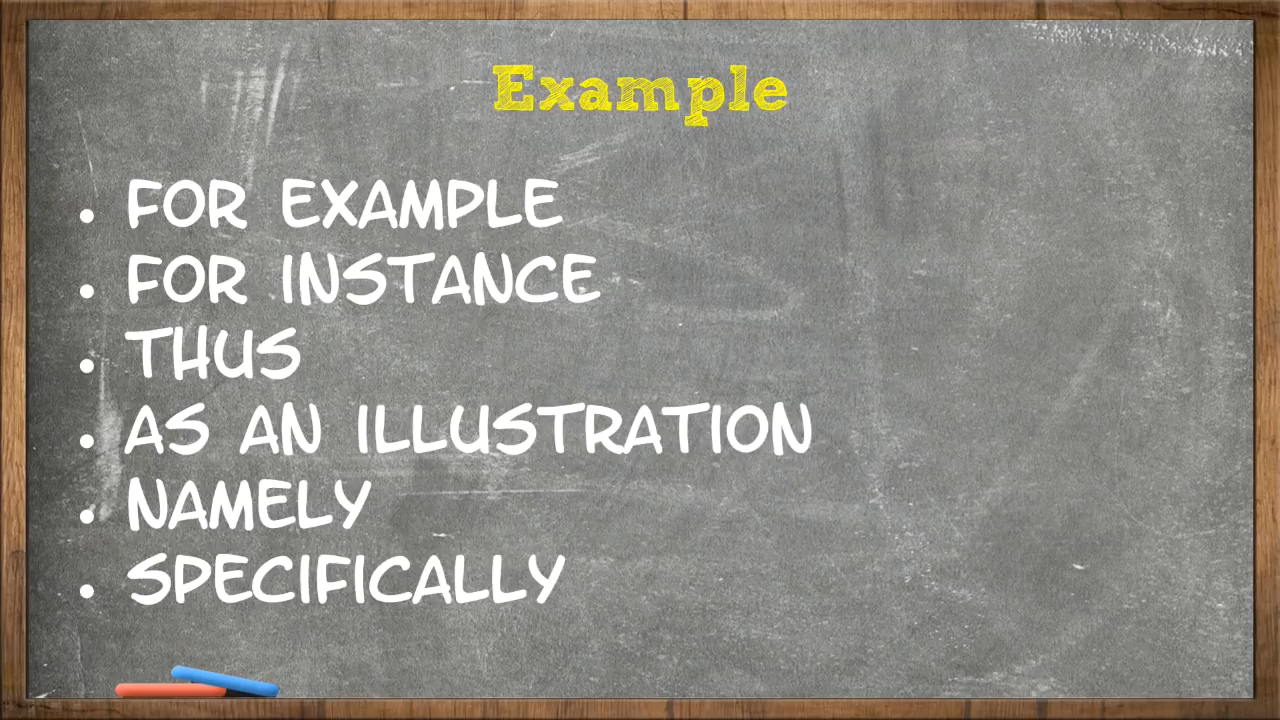 Example
• FOR EXAMPLE
• FOR INSTANCE
• THUS
• AS AN ILLUSTRATION
• NAMELY
• SPECIFICALLY